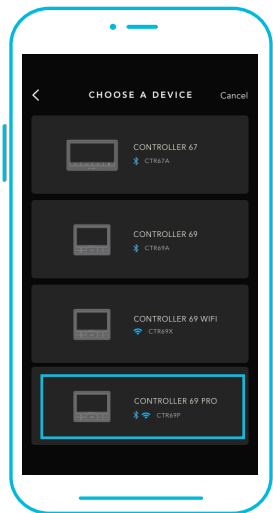 CHOOSE A DEVICE Cancel
CONTROLLER 67
CTR67A
CONTROLLER 69
CTR69A
CONTROLLER 69 WIFI
CTR69X
CONTROLLER 69 PRO
CTR69P